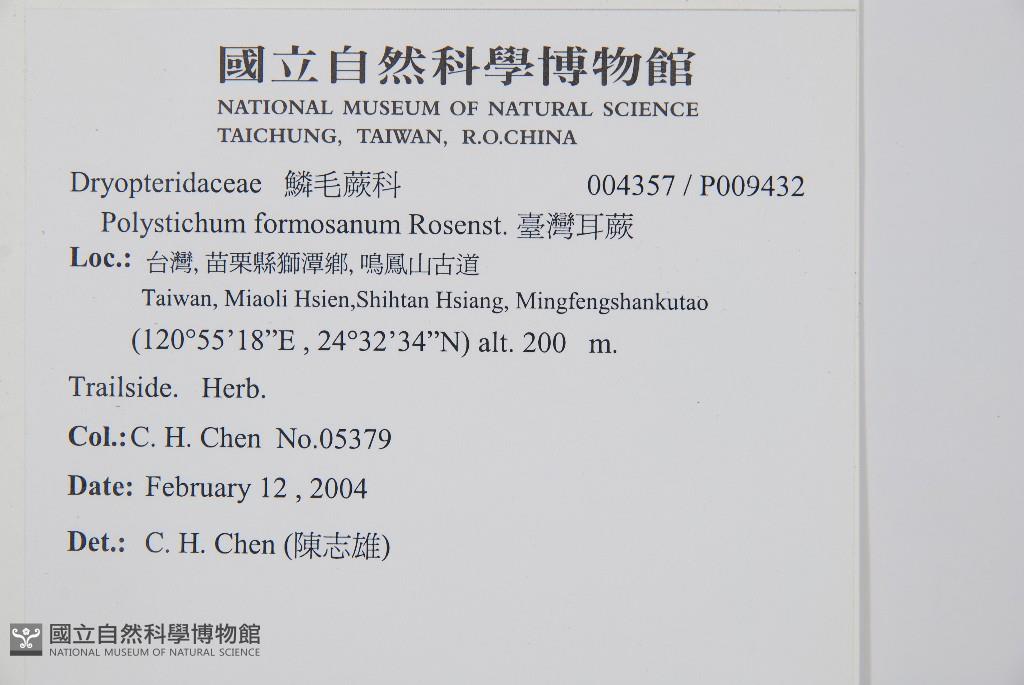 國立自然科學博物館
NATIONAL MUSEUM OF NATURAL SCIENCE
TAICHUNG, TAIWAN, R.O.CHINA
Dryopteridaceae 鱗毛蕨科 004357 / P009432
Polystichum formosanum Rosenst. 臺灣耳蕨
Loc.: 台灣, 苗栗縣獅潭鄉, 鳴鳳山古道
Taiwan, Miaoli Hsien,Shihtan Hsiang, Mingfengshankutao
(120°55’18”E , 24°32’34”N) alt. 200 m.
Trailside. Herb.
Col.: C. H. Chen No.05379
Date: February 12 , 2004
Det.: C. H. Chen (陳志雄)
國立自然科學博物館
NATIONAL MUSEUM OF NATURAL SCIENCE